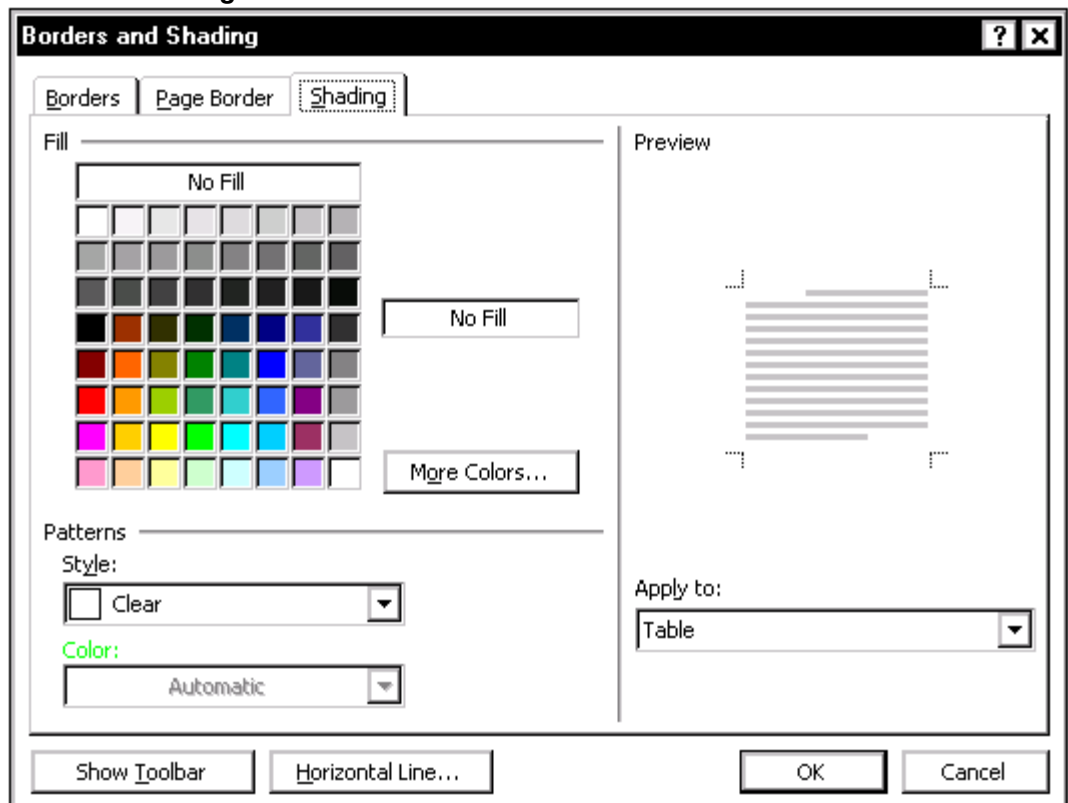 Borders and Shading
Borders Page Border Shading
Fill
No Fill
No Fill
More Colors...
Patterns
Style:
Clear
Color:
Automatic
Preview
Apply to:
Table
Show Toolbar Horizontal Line... OK Cancel